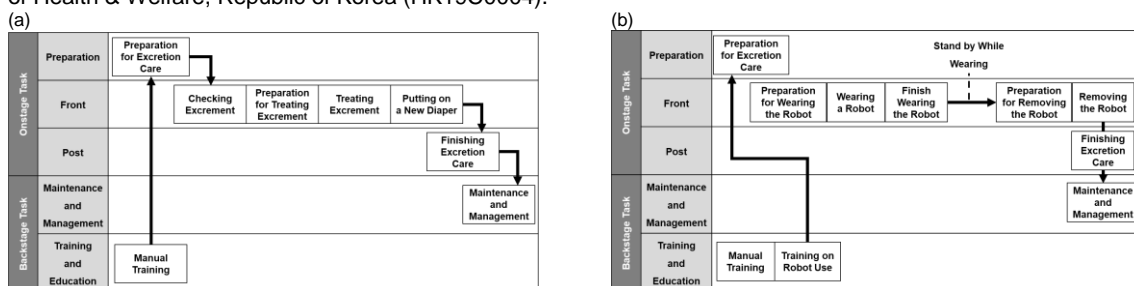 of Health & Welfare, Republic of Korea (HK19C0004).
(a)
Onstage Task
Preparation
Preparation
for Excretion
Care
Front
Checking
Excrement
Preparation
for Treating
Excrement
Treating
Excrement
Putting on
a New Diaper
Post
Finishing
Excretion
Care
Backstage Task
Maintenance
and
Management
Maintenance
and
Management
Training
and
Education
Manual
Training
(b)
Onstage Task
Preparation
Preparation
for Excretion
Care
Stand by While
Wearing
Front
Preparation
for Wearing
the Robot
Wearing
a Robot
Finish
Wearing
the Robot
Preparation
for Removing
the Robot
Removing
the Robot
Post
Finishing
Excretion
Care
Backstage Task
Maintenance
and
Management
Maintenance
and
Management
Training
and
Education
Manual
Training
Training on
Robot Use